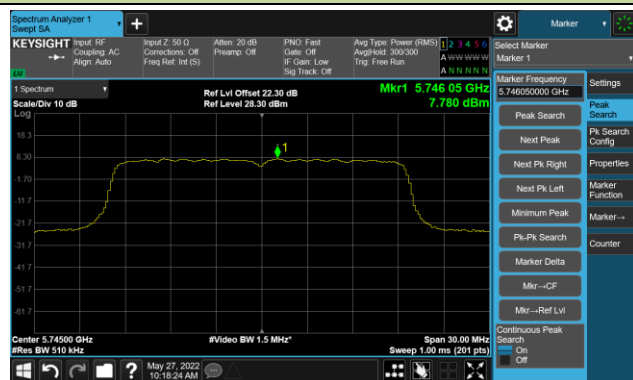 Spectrum Analyzer 1
Swept SA
Marker
KEYSIGHT
Input: RF
Coupling: AC
Align: Auto
Input Z: 50 Ω
Corrections: Off
Freq Ref: Int (S)
Atten: 20 dB
Preamp: Off
PNO: Fast
Gate: Off
IF Gain: Low
Sig Track: Off
Avg Type: Power (RMS)
Avg|Hold: 300/300
Trig: Free Run
1 2 3 4 5 6
A W W W W W
A N N N N N
Select Marker
Marker 1
LXI
1 Spectrum
Scale/Div 10 dB
Log
Ref Lvl Offset 22.30 dB
Ref Level 28.30 dBm
Mkr1 5.746 05 GHz
7.780 dBm
18.3
8.30
-1.70
-11.7
-21.7
-31.7
-41.7
-51.7
-61.7
1
Center 5.74500 GHz
#Res BW 510 kHz
#Video BW 1.5 MHz*
Span 30.00 MHz
Sweep 1.00 ms (201 pts)
Marker Frequency
5.746050000 GHz
Peak Search
Next Peak
Next Pk Right
Next Pk Left
Minimum Peak
Pk-Pk Search
Marker Delta
Mkr→CF
Mkr→Ref Lvl
Continuous Peak
Search
On
Off
Settings
Peak
Search
Pk Search
Config
Properties
Marker
Function
Marker→
Counter
May 27, 2022
10:18:24 AM